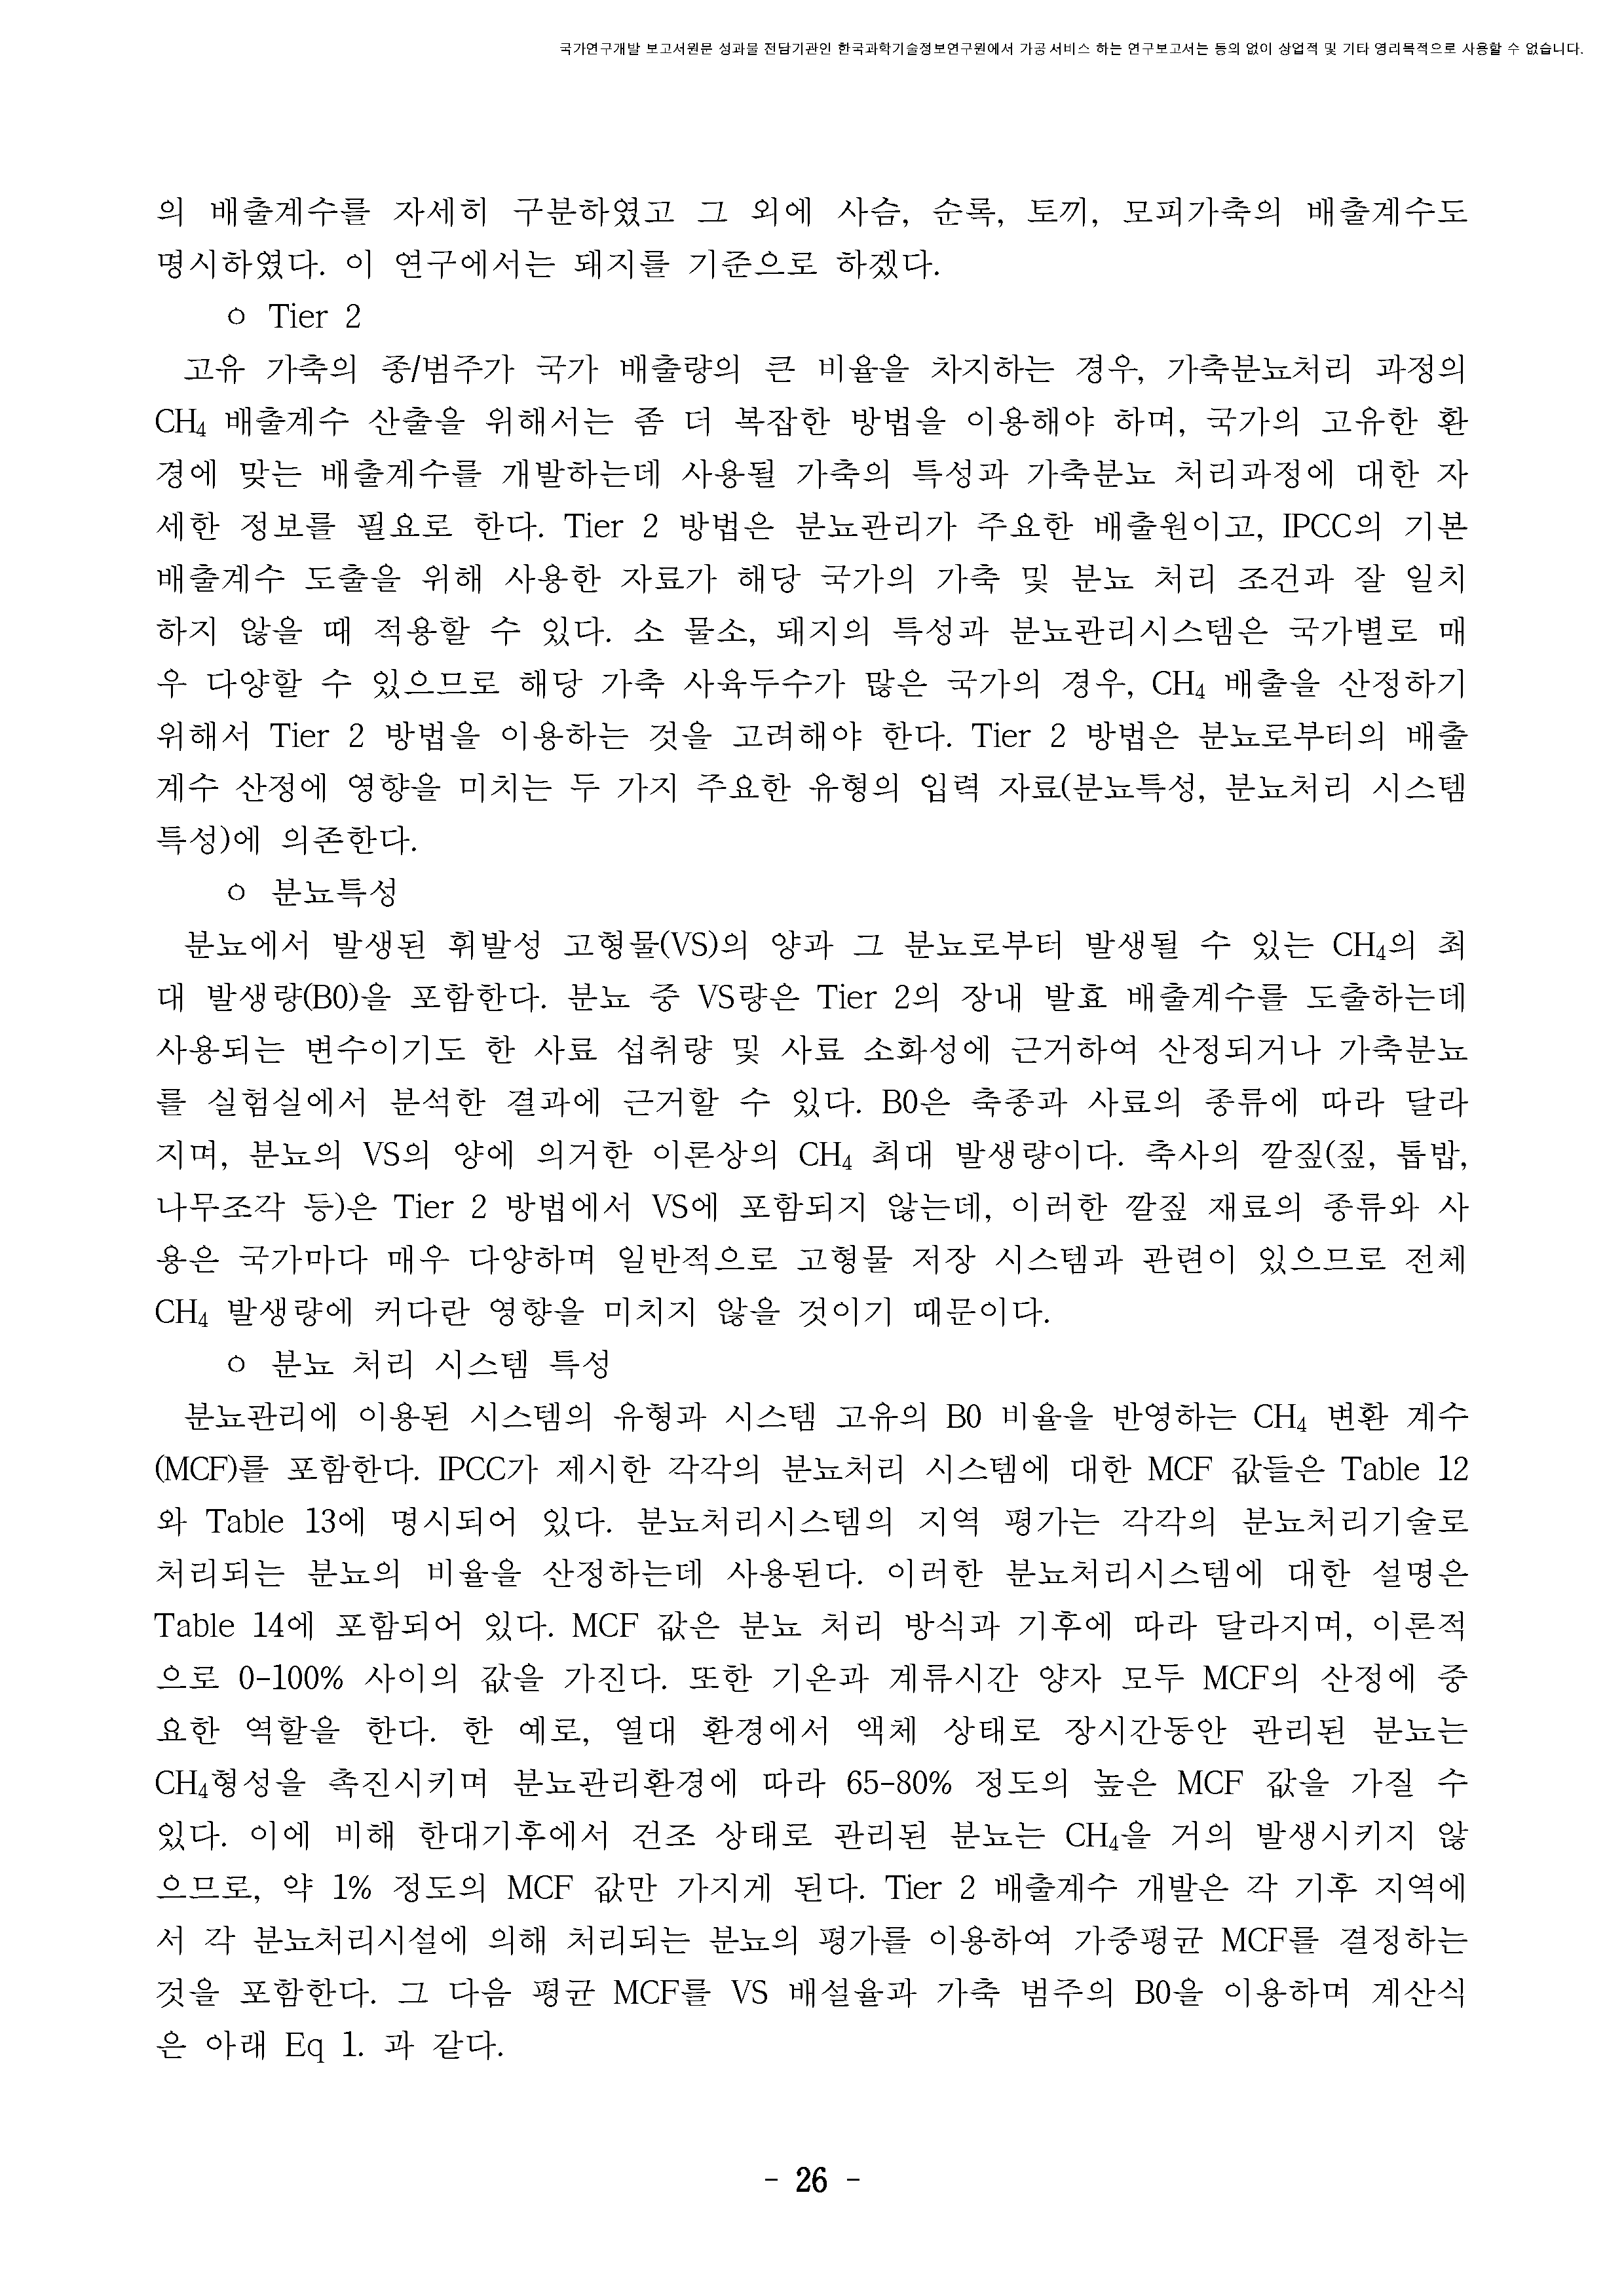 국가연구개발 보고서원문 성과물 전담기관인 한국과학기술정보연구원에서 가공·서비스 하는 연구보고서는 동의 없이 상업적 및 기타 영리목적으로 사용할 수 없습니다.
의 배출계수를 자세히 구분하였고 그 외에 사슴, 순록, 토끼, 모피가축의 배출계수도
명시하였다. 이 연구에서는 돼지를 기준으로 하겠다.
ㅇ Tier 2
고유 가축의 종/범주가 국가 배출량의 큰 비율을 차지하는 경우, 가축분뇨처리 과정의
CH₄ 배출계수 산출을 위해서는 좀 더 복잡한 방법을 이용해야 하며, 국가의 고유한 환
경에 맞는 배출계수를 개발하는데 사용될 가축의 특성과 가축분뇨 처리과정에 대한 자
세한 정보를 필요로 한다. Tier 2 방법은 분뇨관리가 주요한 배출원이고, IPCC의 기본
배출계수 도출을 위해 사용한 자료가 해당 국가의 가축 및 분뇨 처리 조건과 잘 일치
하지 않을 때 적용할 수 있다. 소 물소, 돼지의 특성과 분뇨관리시스템은 국가별로 매
우 다양할 수 있으므로 해당 가축 사육두수가 많은 국가의 경우, CH₄ 배출을 산정하기
위해서 Tier 2 방법을 이용하는 것을 고려해야 한다. Tier 2 방법은 분뇨로부터의 배출
계수 산정에 영향을 미치는 두 가지 주요한 유형의 입력 자료(분뇨특성, 분뇨처리 시스템
특성)에 의존한다.
ㅇ 분뇨특성
분뇨에서 발생된 휘발성 고형물(VS)의 양과 그 분뇨로부터 발생될 수 있는 CH₄의 최
대 발생량(B0)을 포함한다. 분뇨 중 VS량은 Tier 2의 장내 발효 배출계수를 도출하는데
사용되는 변수이기도 한 사료 섭취량 및 사료 소화성에 근거하여 산정되거나 가축분뇨
를 실험실에서 분석한 결과에 근거할 수 있다. B0은 축종과 사료의 종류에 따라 달라
지며, 분뇨의 VS의 양에 의거한 이론상의 CH₄ 최대 발생량이다. 축사의 깔짚(짚, 톱밥,
나무조각 등)은 Tier 2 방법에서 VS에 포함되지 않는데, 이러한 깔짚 재료의 종류와 사
용은 국가마다 매우 다양하며 일반적으로 고형물 저장 시스템과 관련이 있으므로 전체
CH₄ 발생량에 커다란 영향을 미치지 않을 것이기 때문이다.
ㅇ 분뇨 처리 시스템 특성
분뇨관리에 이용된 시스템의 유형과 시스템 고유의 B0 비율을 반영하는 CH₄ 변환 계수
(MCF)를 포함한다. IPCC가 제시한 각각의 분뇨처리 시스템에 대한 MCF 값들은 Table 12
와 Table 13에 명시되어 있다. 분뇨처리시스템의 지역 평가는 각각의 분뇨처리기술로
처리되는 분뇨의 비율을 산정하는데 사용된다. 이러한 분뇨처리시스템에 대한 설명은
Table 14에 포함되어 있다. MCF 값은 분뇨 처리 방식과 기후에 따라 달라지며, 이론적
으로 0-100% 사이의 값을 가진다. 또한 기온과 계류시간 양자 모두 MCF의 산정에 중
요한 역할을 한다. 한 예로, 열대 환경에서 액체 상태로 장시간동안 관리된 분뇨는
CH₄형성을 촉진시키며 분뇨관리환경에 따라 65-80% 정도의 높은 MCF 값을 가질 수
있다. 이에 비해 한대기후에서 건조 상태로 관리된 분뇨는 CH₄을 거의 발생시키지 않
으므로, 약 1% 정도의 MCF 값만 가지게 된다. Tier 2 배출계수 개발은 각 기후 지역에
서 각 분뇨처리시설에 의해 처리되는 분뇨의 평가를 이용하여 가중평균 MCF를 결정하는
것을 포함한다. 그 다음 평균 MCF를 VS 배설율과 가축 범주의 B0을 이용하며 계산식
은 아래 Eq 1. 과 같다.
- 26 -